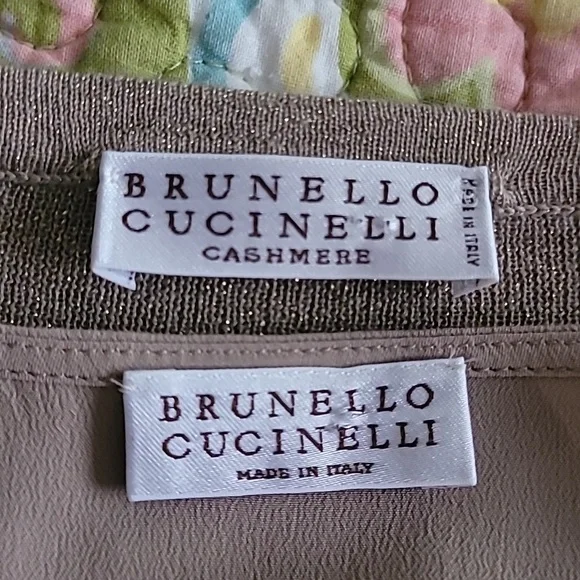 BRUNELLO
CUCINELLI
CASHMERE
MADE IN ITALY
BRUNELLO
CUCINELLI
MADE IN ITALY